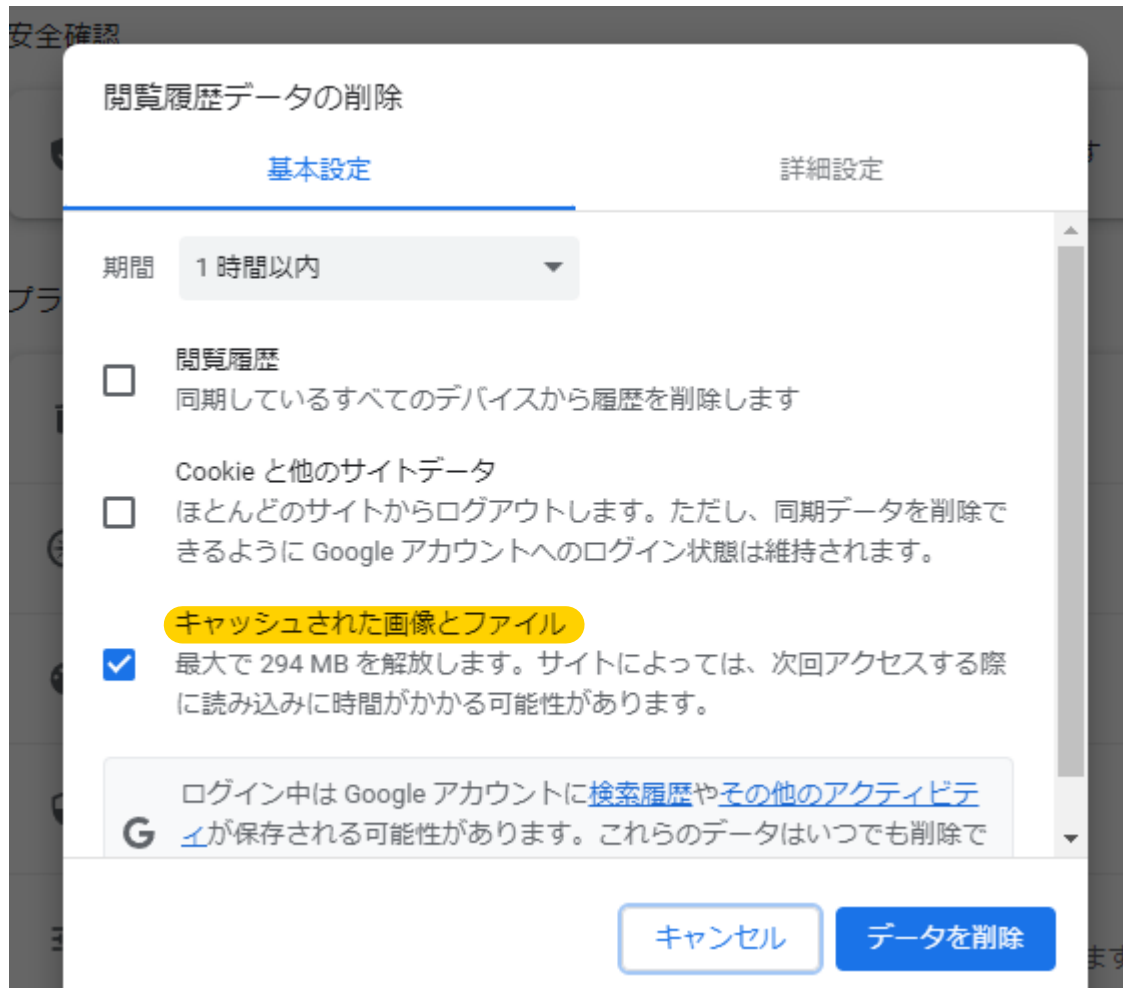 安全確認
閲覧履歴データの削除
基本設定
詳細設定
す
期間
1 時間以内
プラ
閲覧履歴
同期しているすべてのデバイスから履歴を削除します
Cookie と他のサイトデータ
ほとんどのサイトからログアウトします。ただし、同期データを削除で
きるように Google アカウントへのログイン状態は維持されます。
キャッシュされた画像とファイル
最大で 294 MB を解放します。サイトによっては、次回アクセスする際
に読み込みに時間がかかる可能性があります。
ログイン中は Google アカウントに検索履歴やその他のアクティビテ
ィが保存される可能性があります。これらのデータはいつでも削除で
キャンセル
データを削除
ます